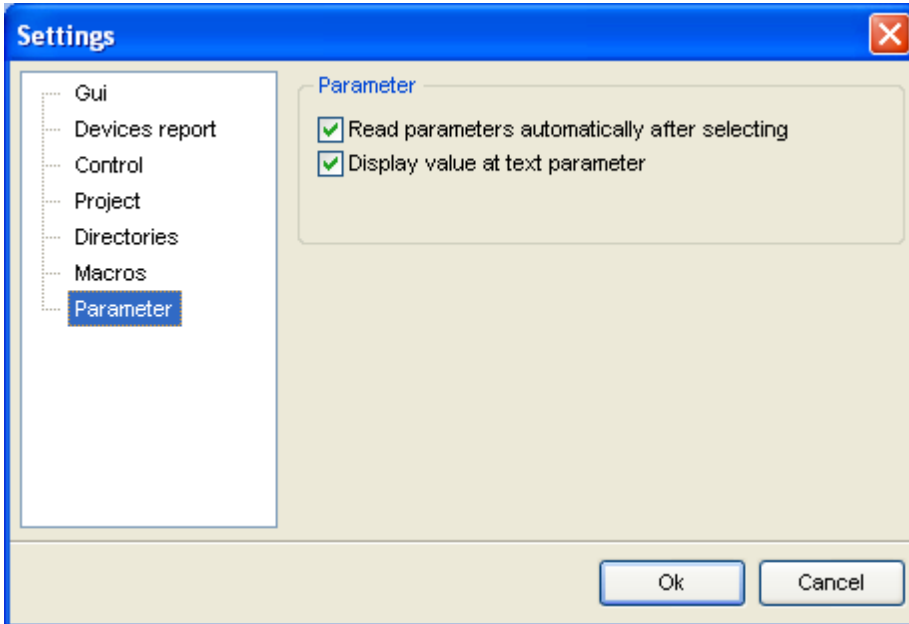 Settings
Gui
Devices report
Control
Project
Directories
Macros
Parameter
Parameter
Read parameters automatically after selecting
Display value at text parameter
Ok
Cancel